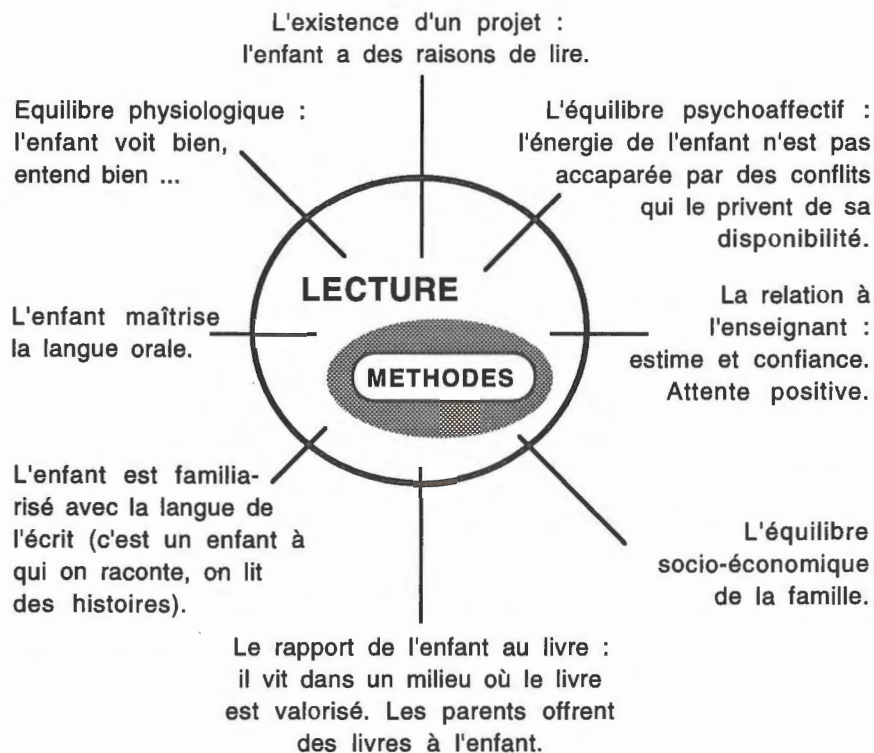 L'existence d'un projet :
l'enfant a des raisons de lire.
Equilibre physiologique :
l'enfant voit bien,
entend bien ...
L'équilibre psychoaffectif :
l'énergie de l'enfant n'est pas
accaparée par des conflits
qui le privent de sa
disponibilité.
LECTURE
METHODES
L'enfant maîtrise
la langue orale.
La relation à
l'enseignant :
estime et confiance.
Attente positive.
L'enfant est familia-
risé avec la langue de
l'écrit (c'est un enfant à
qui on raconte, on lit
des histoires).
L'équilibre
socio-économique
de la famille.
Le rapport de l'enfant au livre :
il vit dans un milieu où le livre
est valorisé. Les parents offrent
des livres à l'enfant.